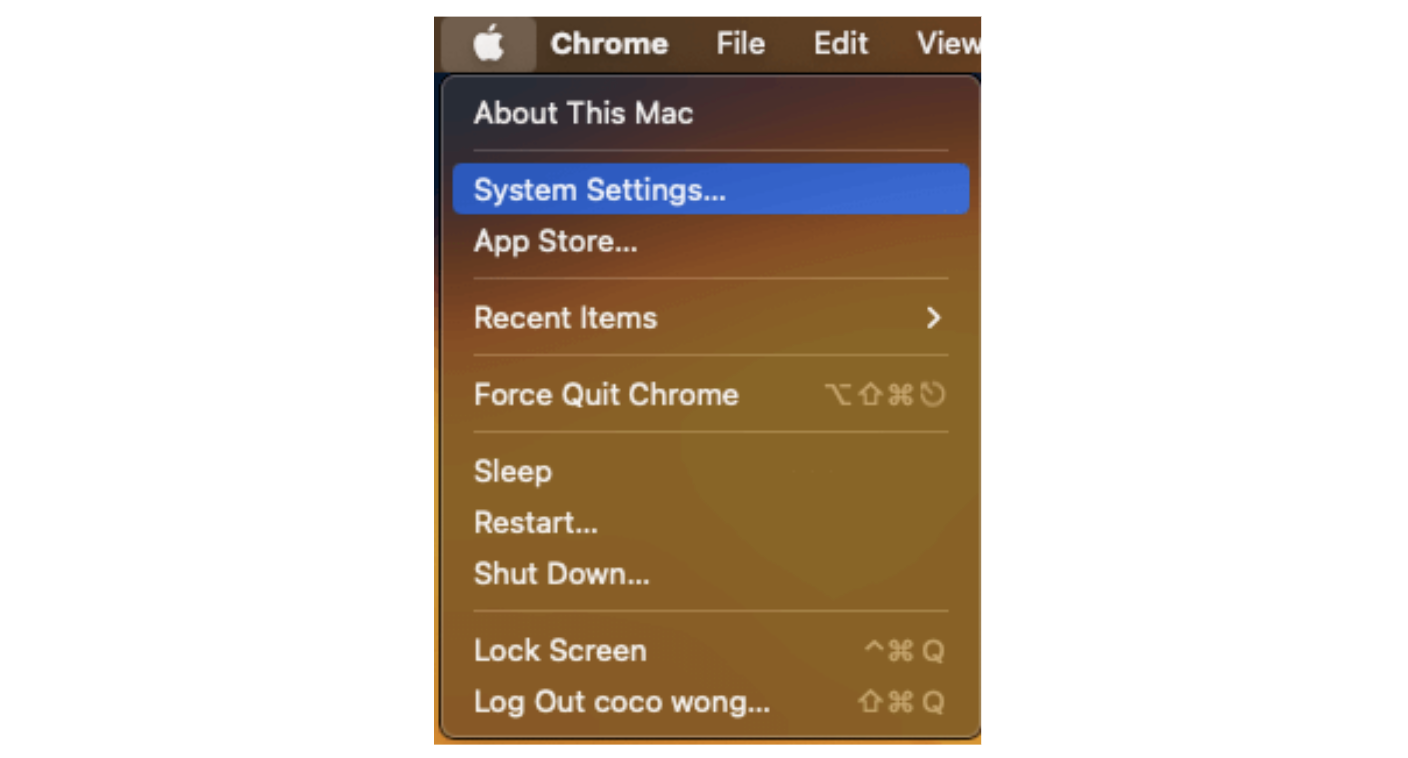 Chrome File Edit View
About This Mac
System Settings...
App Store...
Recent Items >
Force Quit Chrome ⌥⇧⌘⎋
Sleep
Restart...
Shut Down...
Lock Screen ^⌘Q
Log Out coco wong... ⇧⌘Q